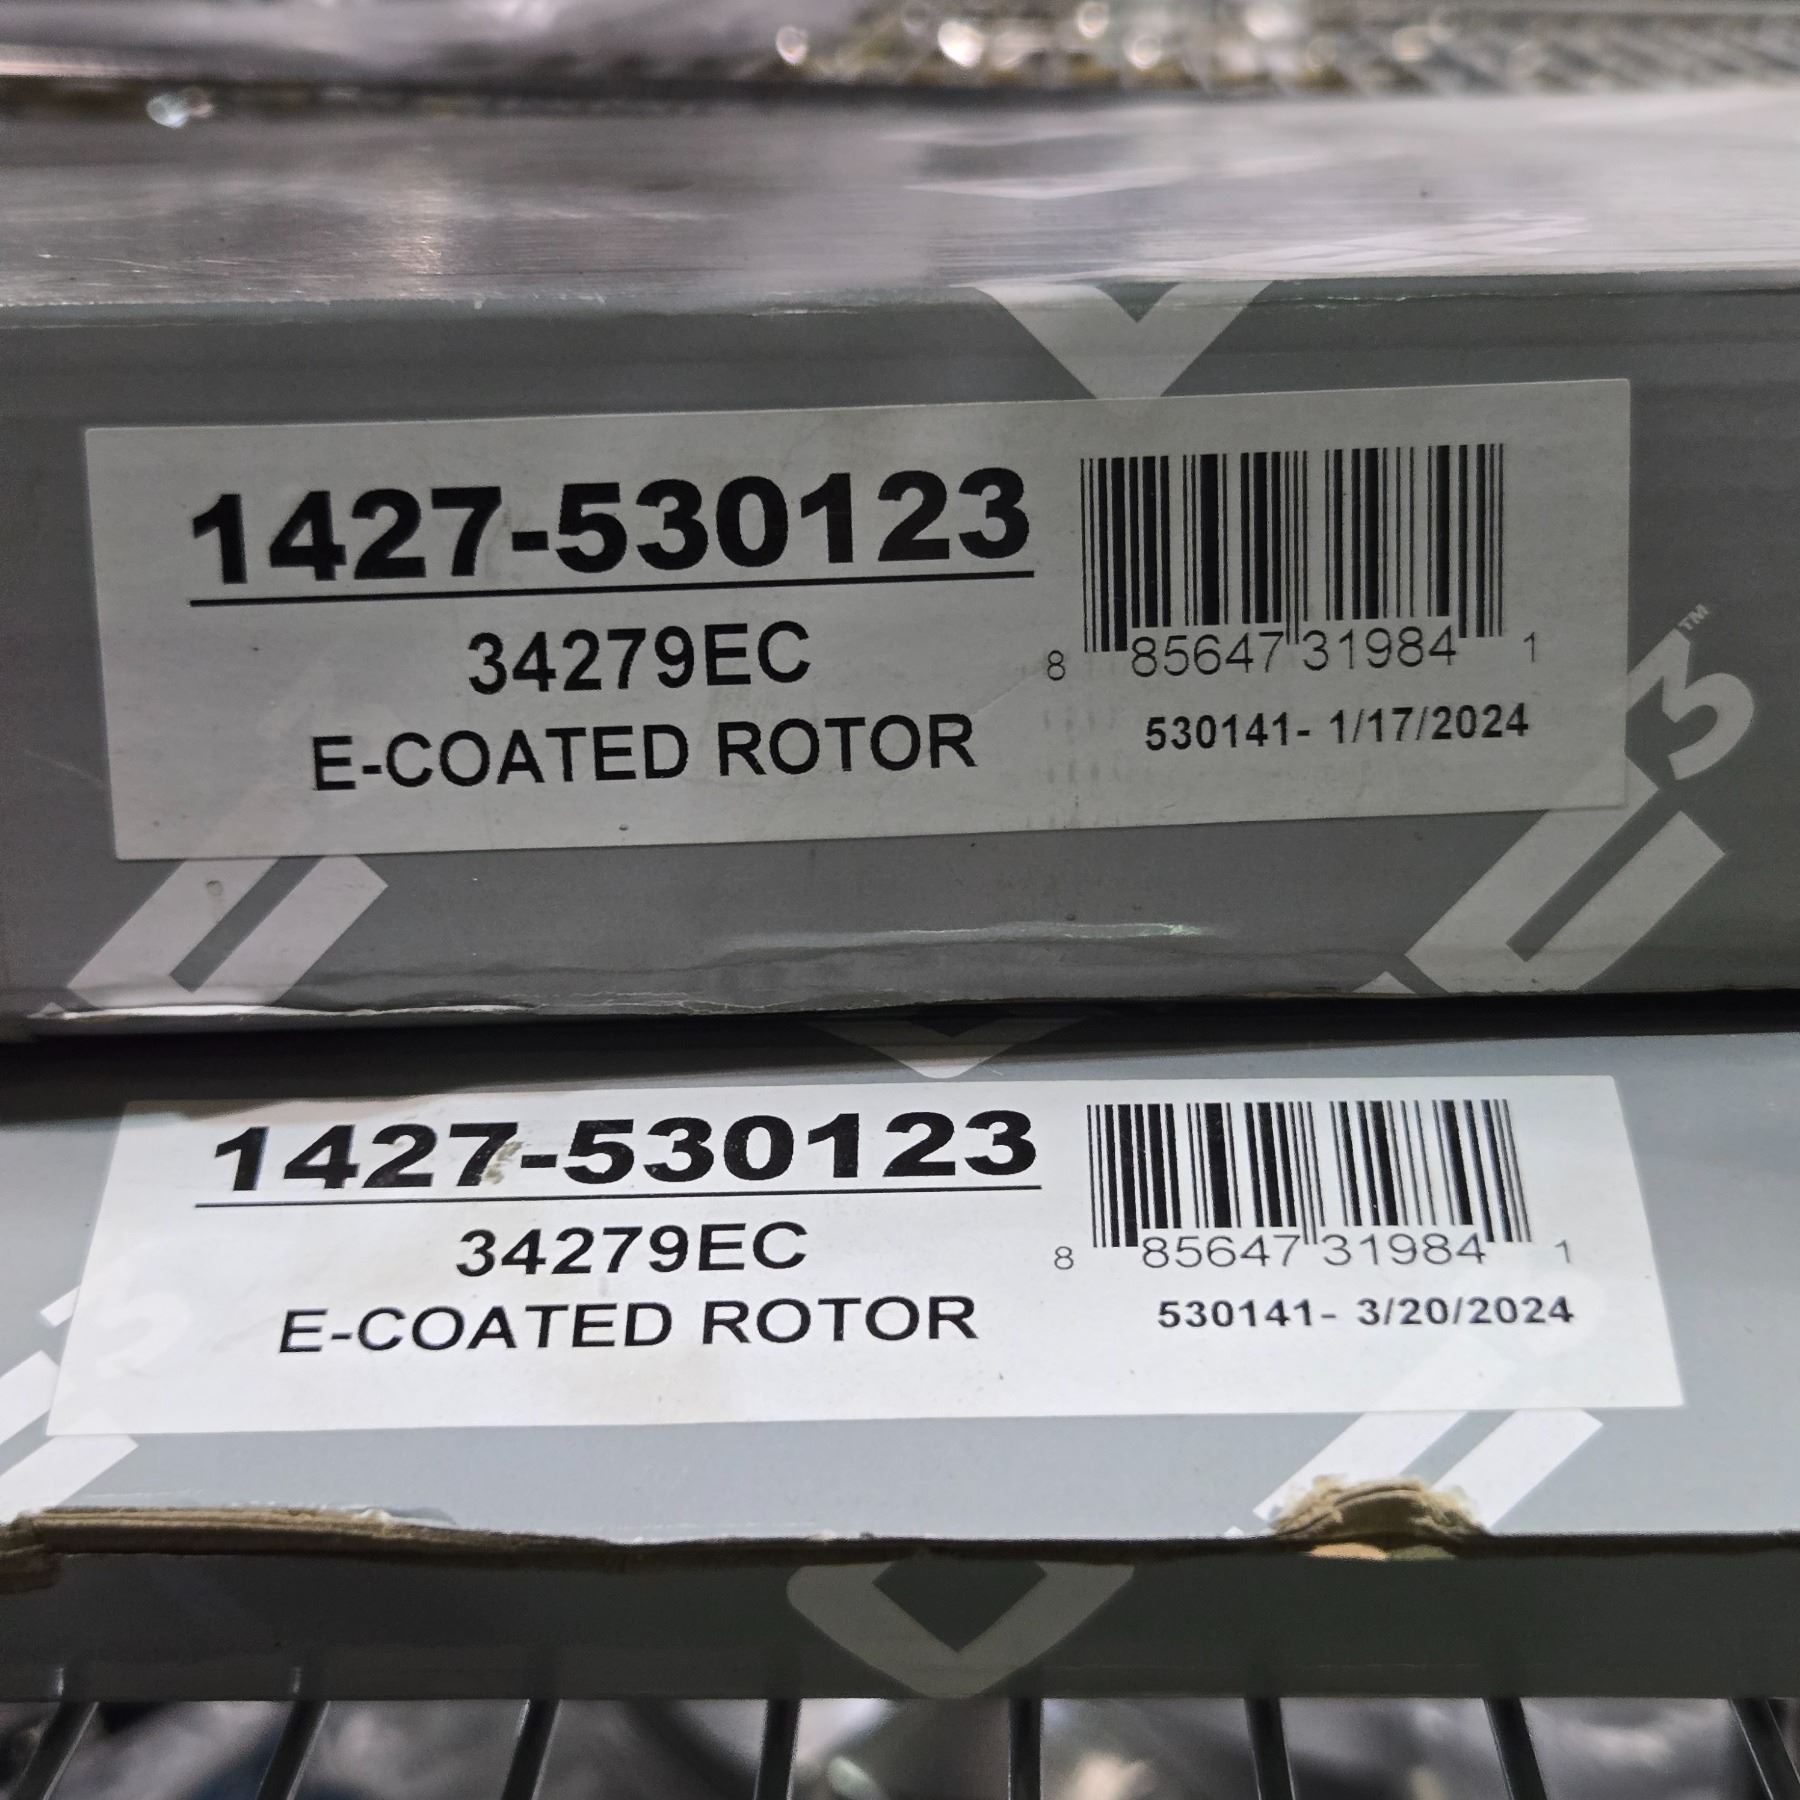 1427-530123
34279EC
E-COATED ROTOR
8 85647 31984 1
530141- 1/17/2024
3™
1427-530123
34279EC
E-COATED ROTOR
8 85647 31984 1
530141- 3/20/2024